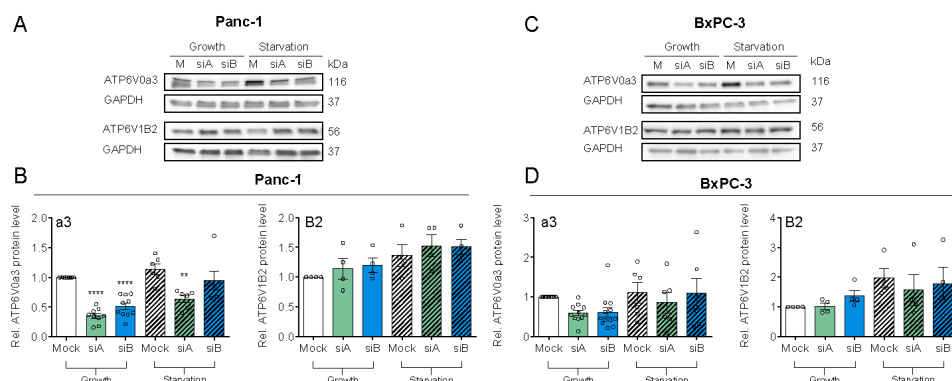 A
Panc-1
Growth Starvation
M siA siB M siA siB kDa
ATP6V0a3 116
GAPDH 37
ATP6V1B2 56
GAPDH 37
C
BxPC-3
Growth Starvation
M siA siB M siA siB kDa
ATP6V0a3 116
GAPDH 37
ATP6V1B2 56
GAPDH 37
B
Panc-1
a3
Rel. ATP6V0a3 protein level
2.0
1.5
1.0
0.5
0.0
**** **** **
Mock siA siB Mock siA siB
Growth Starvation
B2
Rel. ATP6V1B2 protein level
2.0
1.5
1.0
0.5
0.0
Mock siA siB Mock siA siB
Growth Starvation
D
BxPC-3
a3
Rel. ATP6V0a3 protein level
3
2
1
0
Mock siA siB Mock siA siB
Growth Starvation
B2
Rel. ATP6V1B2 protein level
4
3
2
1
0
Mock siA siB Mock siA siB
Growth Starvation